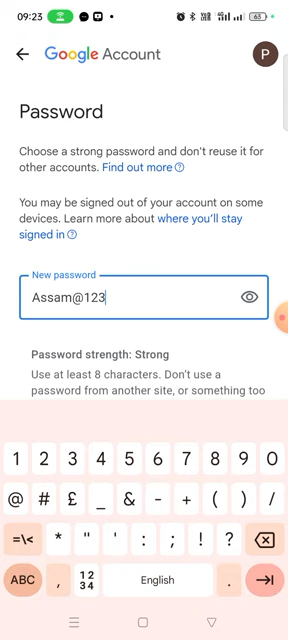 09:23
63
Google Account
P
Password
Choose a strong password and don't reuse it for
other accounts. Find out more
You may be signed out of your account on some
devices. Learn more about where you'll stay
signed in
New password
Assam@123
Password strength: Strong
Use at least 8 characters. Don't use a
password from another site, or something too
1 2 3 4 5 6 7 8 9 0
@ # £ _ & - + ( ) /
=\< * " ' : ; ! ?
ABC , 12 34 English .